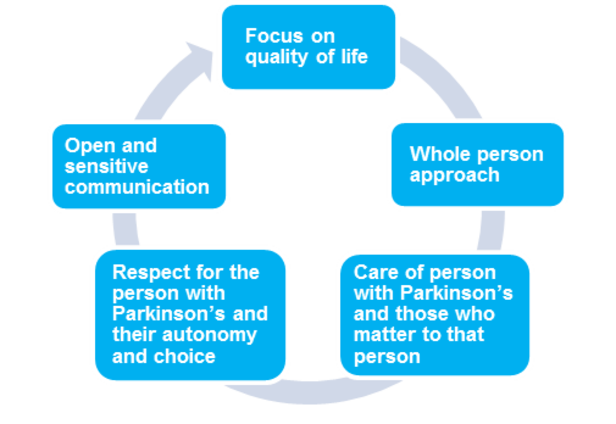 Focus on
quality of life
Whole person
approach
Care of person
with Parkinson's
and those who
matter to that
person
Respect for the
person with
Parkinson's and
their autonomy
and choice
Open and
sensitive
communication